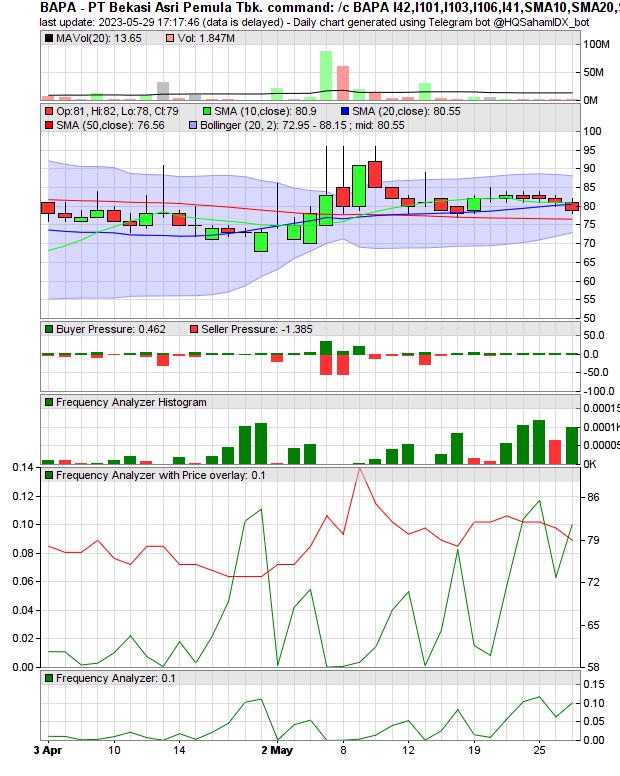 BAPA - PT Bekasi Asri Pemula Tbk. command: /c BAPA I42,I101,I103,I106,I41,SMA10,SMA20,
last update: 2023-05-29 17:17:46 (data is delayed) - Daily chart generated using Telegram bot @HQSahamIDX_bot
MAVol(20): 13.65 Vol: 1.847M
100M
50M
0M
Op:81, Hi:82, Lo:78, Cl:79 SMA (10,close): 80.9 SMA (20,close): 80.55
SMA (50,close): 76.56 Bollinger (20, 2): 72.95 - 88.15 ; mid: 80.55
100
95
90
85
80
75
70
65
60
55
50
Buyer Pressure: 0.462 Seller Pressure: -1.385
50.0
0.0
-50.0
-100.0
Frequency Analyzer Histogram
0.00015
0.0001
0.00005
0K
Frequency Analyzer with Price overlay: 0.1
0.14
0.12
0.10
0.08
0.06
0.04
0.02
0.00
86
79
72
65
58
Frequency Analyzer: 0.1
0.15
0.10
0.05
0.00
3 Apr 10 14 2 May 8 12 19 25